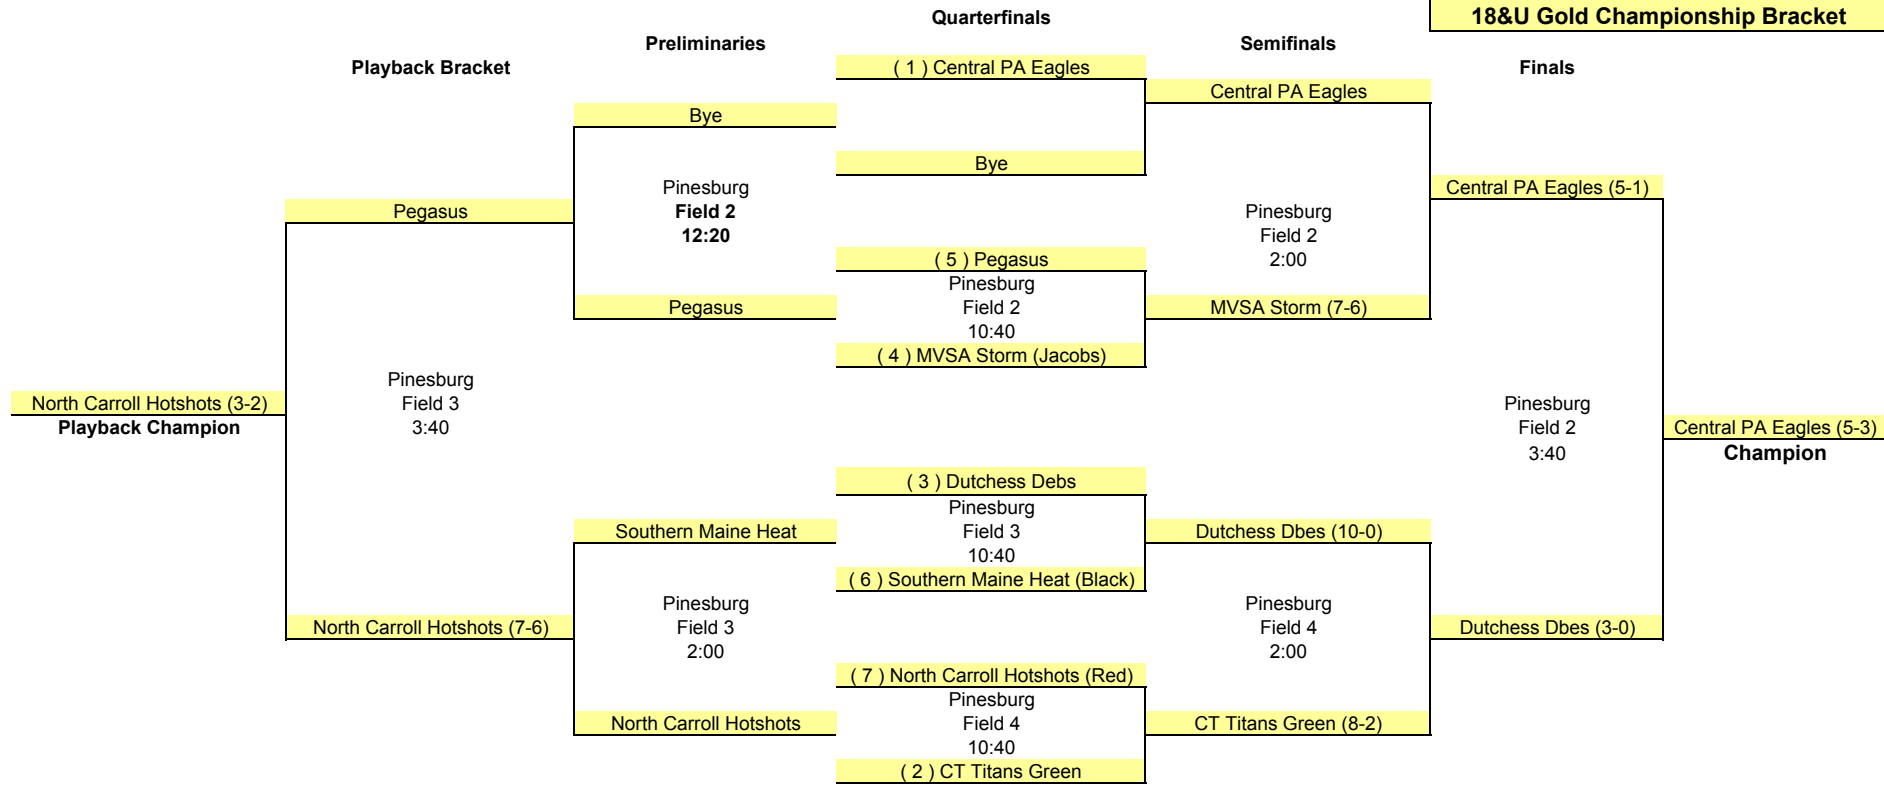 18&U Gold Championship Bracket
Quarterfinals
Preliminaries
Semifinals
Playback Bracket
( 1 ) Central PA Eagles
Finals
Central PA Eagles
Bye
Bye
Pinesburg
Field 2
12:20
Central PA Eagles (5-1)
Pegasus
Pinesburg
Field 2
2:00
( 5 ) Pegasus
Pinesburg
Field 2
10:40
Pegasus
MVSA Storm (7-6)
( 4 ) MVSA Storm (Jacobs)
Pinesburg
Field 3
3:40
North Carroll Hotshots (3-2)
Playback Champion
Pinesburg
Field 2
3:40
Central PA Eagles (5-3)
Champion
( 3 ) Dutchess Debs
Pinesburg
Field 3
10:40
Southern Maine Heat
Dutchess Dbes (10-0)
( 6 ) Southern Maine Heat (Black)
Pinesburg
Field 3
2:00
Pinesburg
Field 4
2:00
North Carroll Hotshots (7-6)
Dutchess Dbes (3-0)
( 7 ) North Carroll Hotshots (Red)
Pinesburg
Field 4
10:40
North Carroll Hotshots
CT Titans Green (8-2)
( 2 ) CT Titans Green